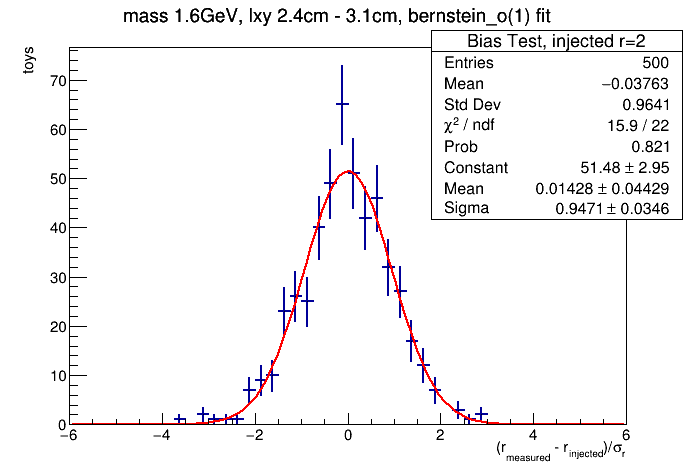 mass 1.6GeV, lxy 2.4cm - 3.1cm, bernstein_o(1) fit
toys
Bias Test, injected r=2
Entries 500
Mean −0.03763
Std Dev 0.9641
χ² / ndf 15.9 / 22
Prob 0.821
Constant 51.48 ± 2.95
Mean 0.01428 ± 0.04429
Sigma 0.9471 ± 0.0346
70
60
50
40
30
20
10
0
−6 −4 −2 0 2 4 6
(r_measured - r_injected)/σ_r